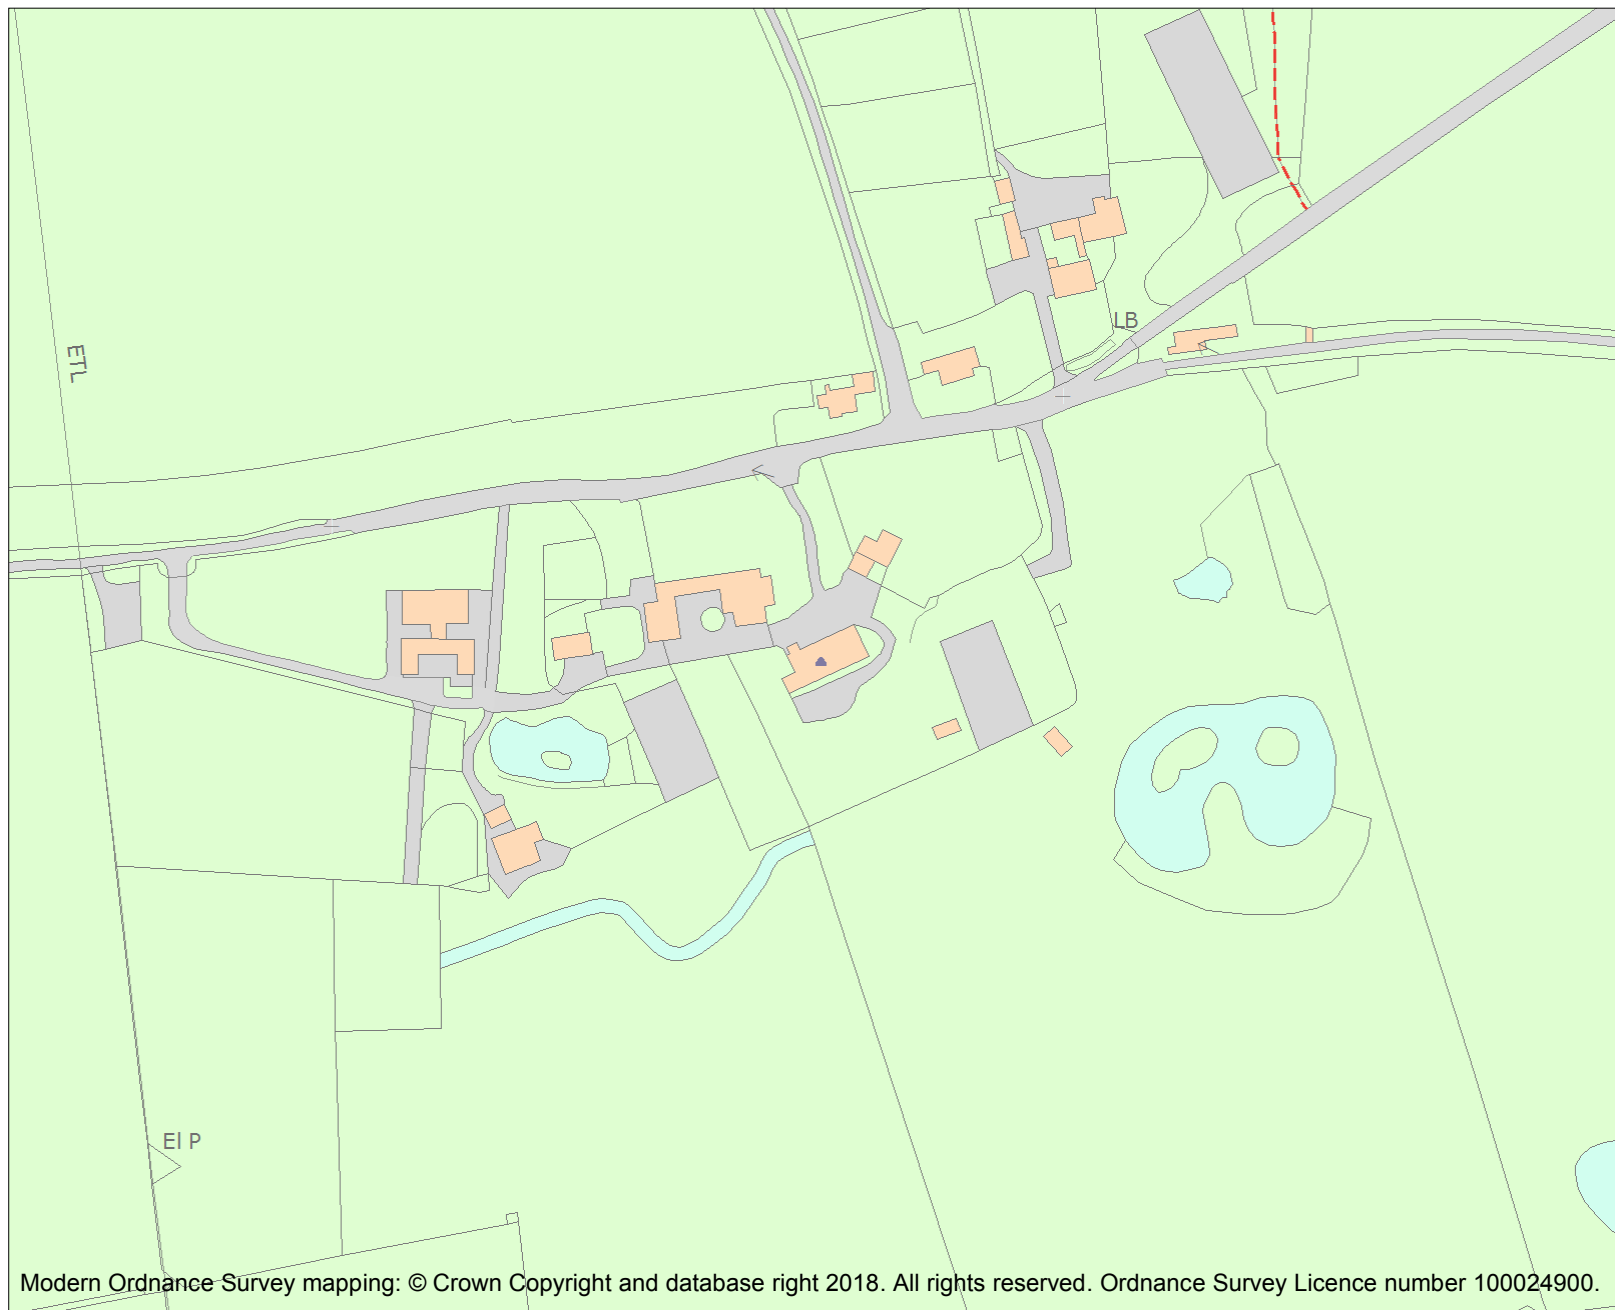 LB
ETL
El P
Modern Ordnance Survey mapping: © Crown Copyright and database right 2018. All rights reserved. Ordnance Survey Licence number 100024900.